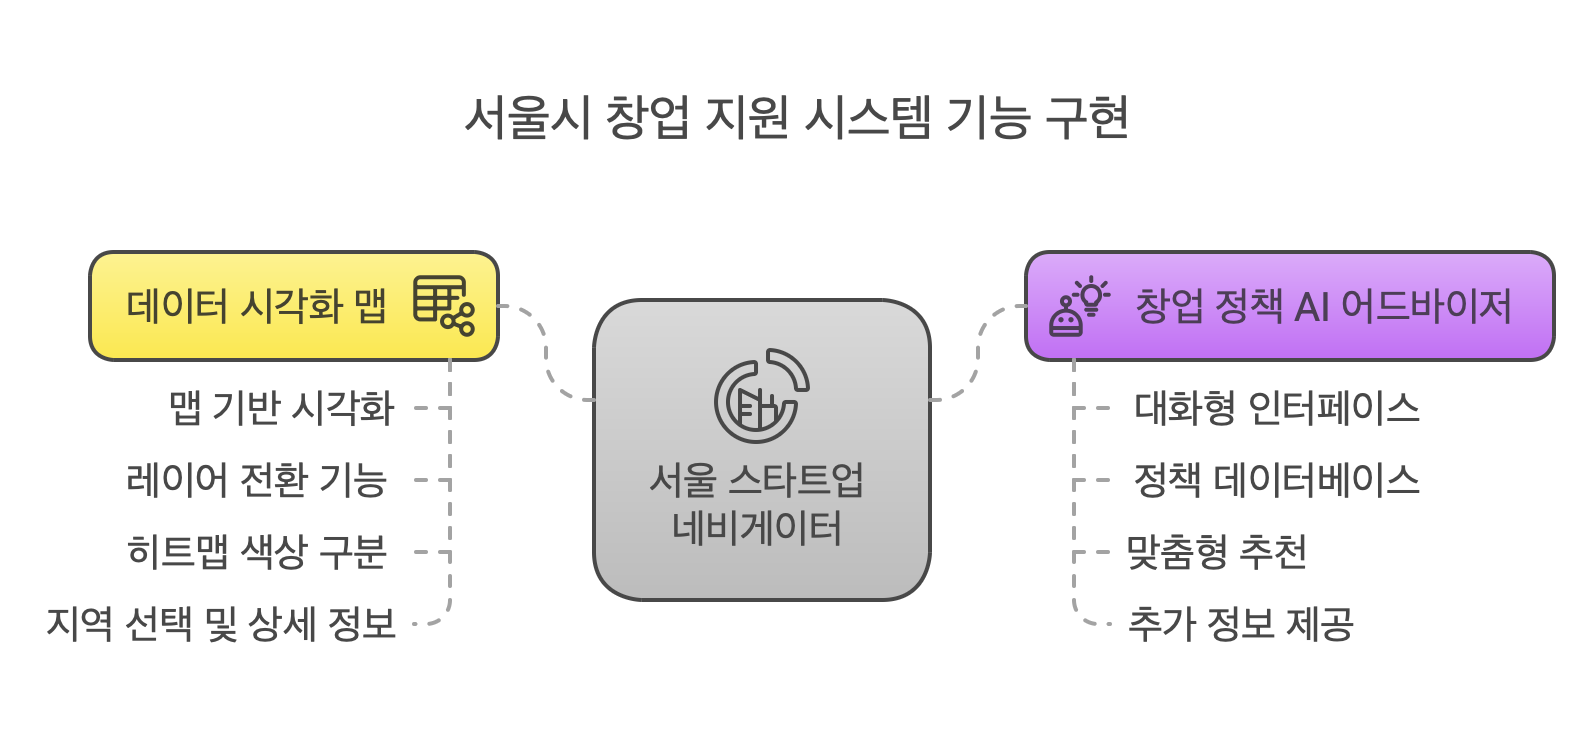 서울시 창업 지원 시스템 기능 구현
데이터 시각화 맵
맵 기반 시각화
레이어 전환 기능
히트맵 색상 구분
지역 선택 및 상세 정보
서울 스타트업
네비게이터
창업 정책 AI 어드바이저
대화형 인터페이스
정책 데이터베이스
맞춤형 추천
추가 정보 제공